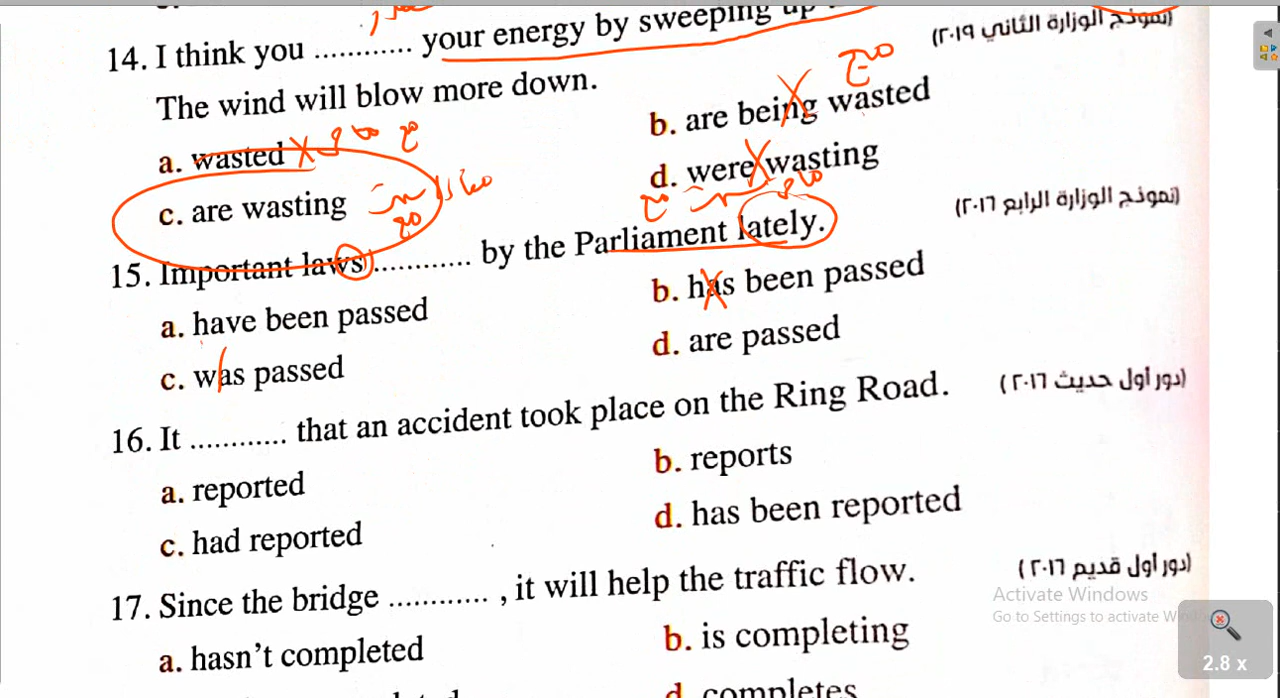 14. I think you ............ your energy by sweeping up
(نموذج الوزارة الثاني ٢٠١٩)
The wind will blow more down.
a. wasted
b. are being wasted
c. are wasting
d. were wasting
15. Important laws ............ by the Parliament lately.
(نموذج الوزارة الرابع ٢٠١٦)
a. have been passed
b. has been passed
c. was passed
d. are passed
16. It ............ that an accident took place on the Ring Road.
(دور أول حديث ٢٠١٦)
a. reported
b. reports
c. had reported
d. has been reported
17. Since the bridge ............ , it will help the traffic flow.
(دور أول قديم ٢٠١٦)
Activate Windows
Go to Settings to activate
a. hasn't completed
b. is completing
2.8 x
d. completes